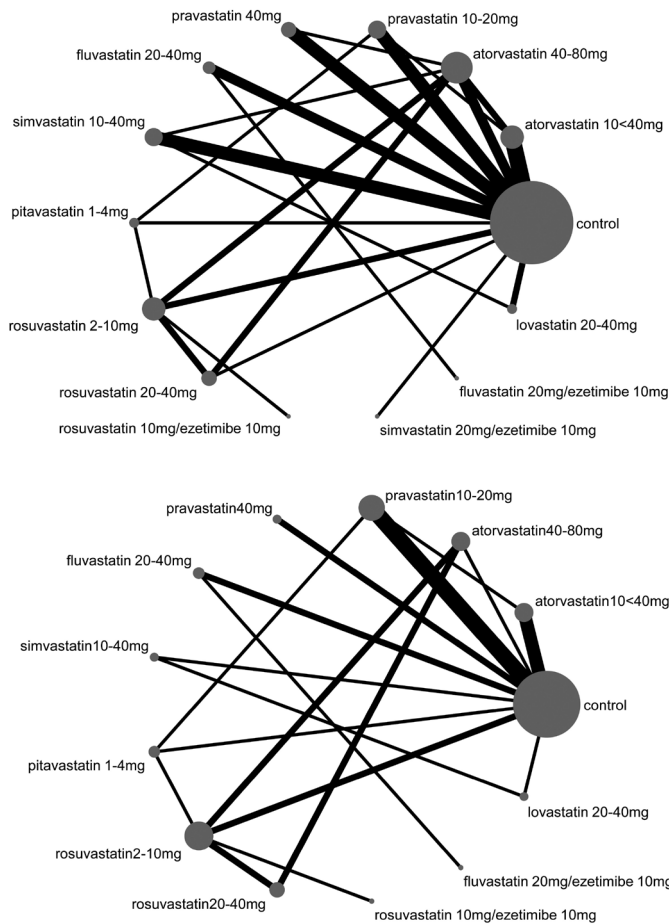 pravastatin 40mg
pravastatin 10-20mg
fluvastatin 20-40mg
atorvastatin 40-80mg
simvastatin 10-40mg
atorvastatin 10<40mg
pitavastatin 1-4mg
control
rosuvastatin 2-10mg
lovastatin 20-40mg
rosuvastatin 20-40mg
fluvastatin 20mg/ezetimibe 10mg
rosuvastatin 10mg/ezetimibe 10mg
simvastatin 20mg/ezetimibe 10mg
pravastatin10-20mg
pravastatin40mg
atorvastatin40-80mg
fluvastatin 20-40mg
atorvastatin10<40mg
simvastatin10-40mg
control
pitavastatin 1-4mg
lovastatin 20-40mg
rosuvastatin2-10mg
fluvastatin 20mg/ezetimibe 10mg
rosuvastatin20-40mg
rosuvastatin 10mg/ezetimibe 10mg